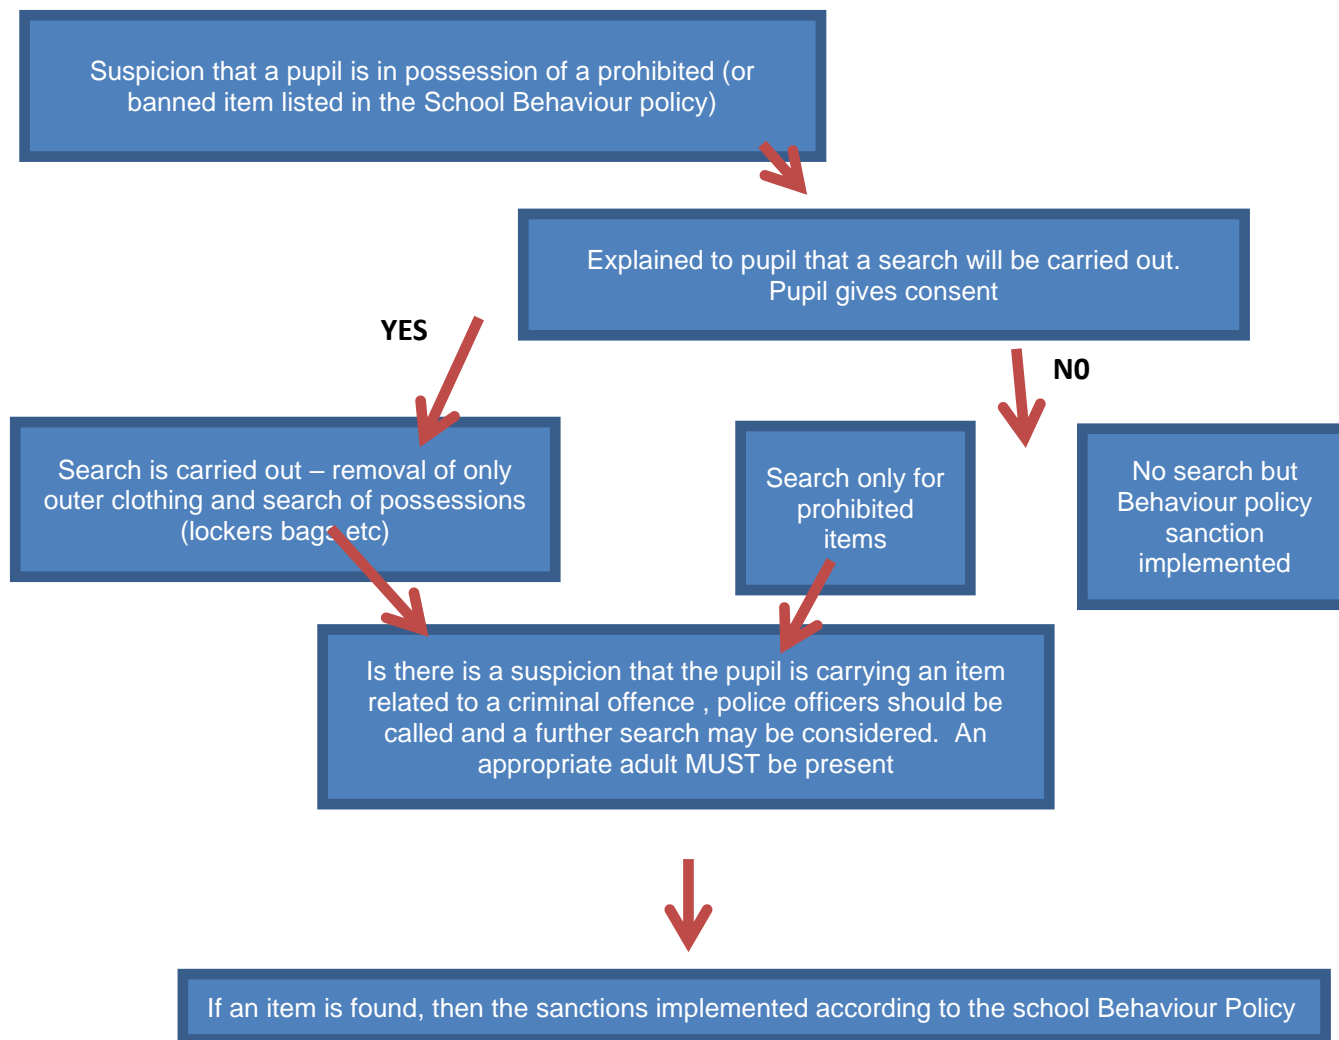 Suspicion that a pupil is in possession of a prohibited (or
banned item listed in the School Behaviour policy)
Explained to pupil that a search will be carried out.
Pupil gives consent
YES
N0
Search is carried out – removal of only
outer clothing and search of possessions
(lockers bags etc)
Search only for
prohibited
items
No search but
Behaviour policy
sanction
implemented
Is there is a suspicion that the pupil is carrying an item
related to a criminal offence , police officers should be
called and a further search may be considered.  An
appropriate adult MUST be present
If an item is found, then the sanctions implemented according to the school Behaviour Policy